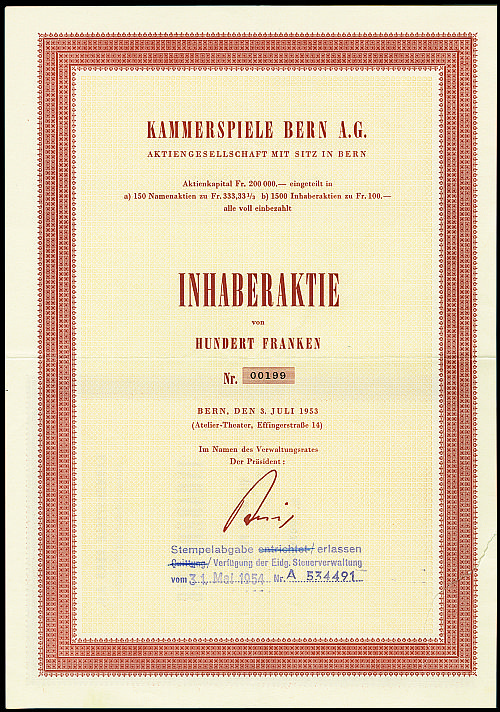 KAMMERSPIELE BERN A.G.
AKTIENGESELLSCHAFT MIT SITZ IN BERN
Aktienkapital Fr. 200 000.— eingeteilt in
a) 150 Namenaktien zu Fr. 333,33⅓ b) 1500 Inhaberaktien zu Fr. 100.—
alle voll einbezahlt
INHABERAKTIE
von
HUNDERT FRANKEN
Nr. 00199
BERN, DEN 3. JULI 1953
(Atelier-Theater, Effingerstraße 14)
Im Namen des Verwaltungsrates
Der Präsident:
Stempelabgabe entrichtet/erlassen
Quittung/Verfügung der Eidg. Steuerverwaltung
vom 31. Mai 1954 Nr. A 534491